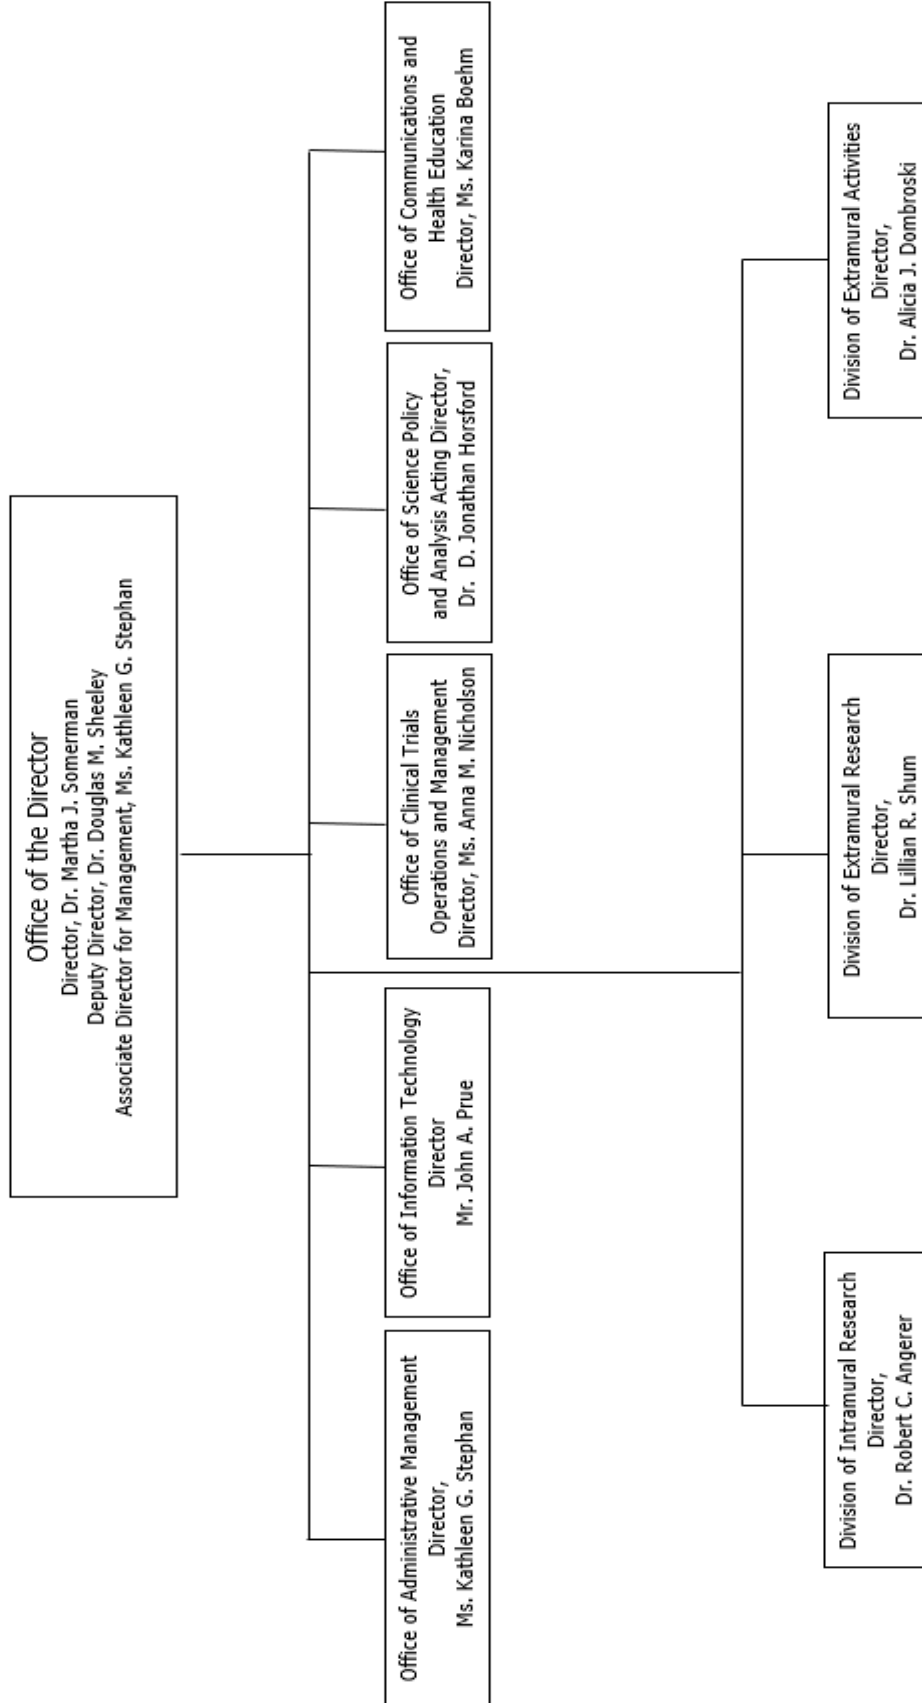 Office of the Director
Director, Dr. Martha J. Somerman
Deputy Director, Dr. Douglas M. Sheeley
Associate Director for Management, Ms. Kathleen G. Stephan
Office of Administrative Management
Director,
Ms. Kathleen G. Stephan
Office of Information Technology
Director
Mr. John A. Prue
Office of Clinical Trials
Operations and Management
Director, Ms. Anna M. Nicholson
Office of Science Policy
and Analysis Acting Director,
Dr. D. Jonathan Horsford
Office of Communications and
Health Education
Director, Ms. Karina Boehm
Division of Intramural Research
Director,
Dr. Robert C. Angerer
Division of Extramural Research
Director,
Dr. Lillian R. Shum
Division of Extramural Activities
Director,
Dr. Alicia J. Dombroski